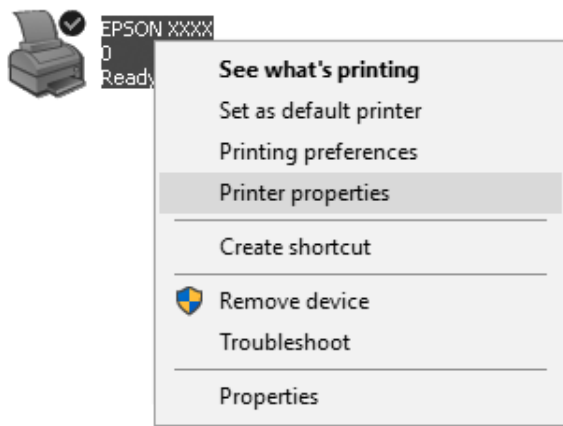 EPSON XXXX
0
Ready
See what's printing
Set as default printer
Printing preferences
Printer properties
Create shortcut
Remove device
Troubleshoot
Properties